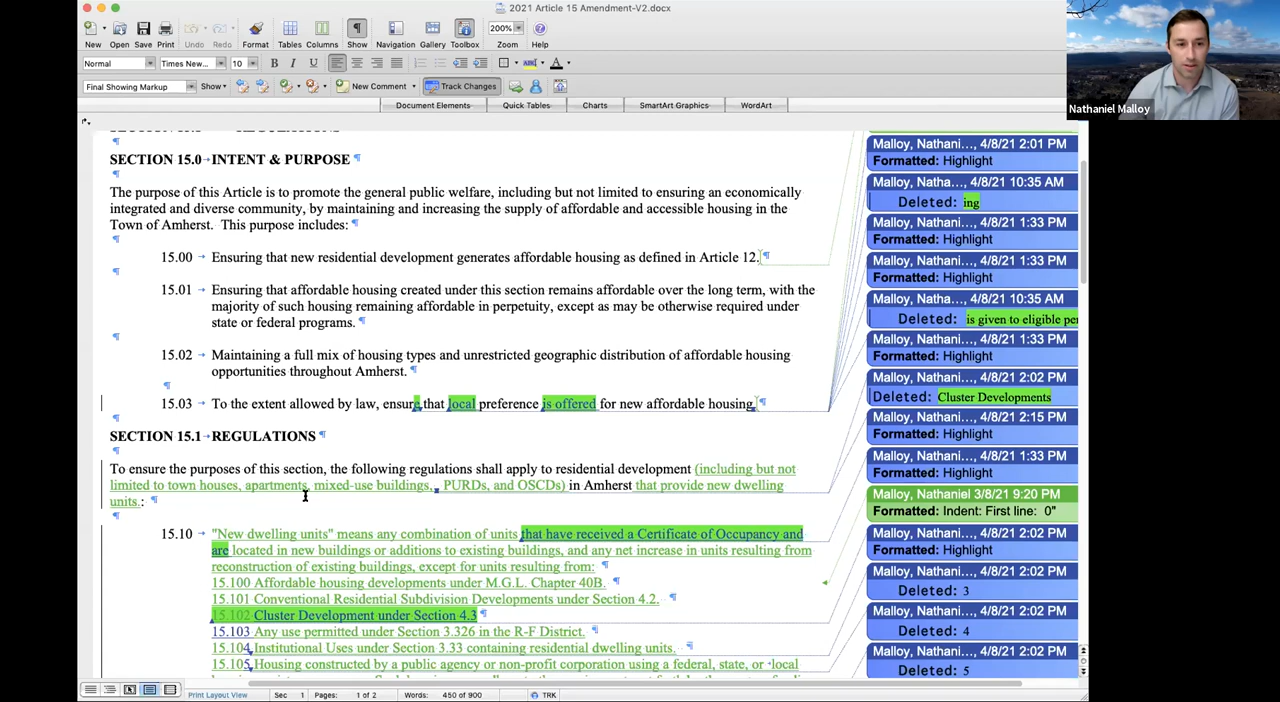 2021 Article 15 Amendment-V2.docx
New Open Save Print Undo Redo Format Tables Columns Show Navigation Gallery Toolbox Zoom Help
200%
Normal Times New... 10 B I U
Final Showing Markup Show New Comment Track Changes
Document Elements Quick Tables Charts SmartArt Graphics WordArt
SECTION 15.0 INTENT & PURPOSE
The purpose of this Article is to promote the general public welfare, including but not limited to ensuring an economically
integrated and diverse community, by maintaining and increasing the supply of affordable and accessible housing in the
Town of Amherst. This purpose includes:
15.00 Ensuring that new residential development generates affordable housing as defined in Article 12.
15.01 Ensuring that affordable housing created under this section remains affordable over the long term, with the
majority of such housing remaining affordable in perpetuity, except as may be otherwise required under
state or federal programs.
15.02 Maintaining a full mix of housing types and unrestricted geographic distribution of affordable housing
opportunities throughout Amherst.
15.03 To the extent allowed by law, ensure that local preference is offered for new affordable housing.
SECTION 15.1 REGULATIONS
To ensure the purposes of this section, the following regulations shall apply to residential development (including but not
limited to town houses, apartments, mixed-use buildings, PURDs, and OSCDs) in Amherst that provide new dwelling
units.:
15.10 "New dwelling units" means any combination of units that have received a Certificate of Occupancy and
are located in new buildings or additions to existing buildings, and any net increase in units resulting from
reconstruction of existing buildings, except for units resulting from:
15.100 Affordable housing developments under M.G.L. Chapter 40B.
15.101 Conventional Residential Subdivision Developments under Section 4.2.
15.102 Cluster Development under Section 4.3
15.103 Any use permitted under Section 3.326 in the R-F District.
15.104 Institutional Uses under Section 3.33 containing residential dwelling units.
15.105 Housing constructed by a public agency or non-profit corporation using a federal, state, or local
Malloy, Nathani..., 4/8/21 2:01 PM
Formatted: Highlight
Malloy, Natha..., 4/8/21 10:35 AM
Deleted: ing
Malloy, Nathani..., 4/8/21 1:33 PM
Formatted: Highlight
Malloy, Nathani..., 4/8/21 1:33 PM
Formatted: Highlight
Malloy, Natha..., 4/8/21 10:35 AM
Deleted: is given to eligible per
Malloy, Nathani..., 4/8/21 1:33 PM
Formatted: Highlight
Malloy, Nathani..., 4/8/21 2:02 PM
Deleted: Cluster Developments
Malloy, Nathani..., 4/8/21 2:15 PM
Formatted: Highlight
Malloy, Nathani..., 4/8/21 1:33 PM
Formatted: Highlight
Malloy, Nathaniel 3/8/21 9:20 PM
Formatted: Indent: First line: 0"
Malloy, Nathani..., 4/8/21 2:02 PM
Formatted: Highlight
Malloy, Nathani..., 4/8/21 2:02 PM
Deleted: 3
Malloy, Nathani..., 4/8/21 2:02 PM
Deleted: 4
Malloy, Nathani..., 4/8/21 2:02 PM
Deleted: 5
Print Layout View Sec 1 Pages: 1 of 2 Words: 450 of 900 TRK
Nathaniel Malloy